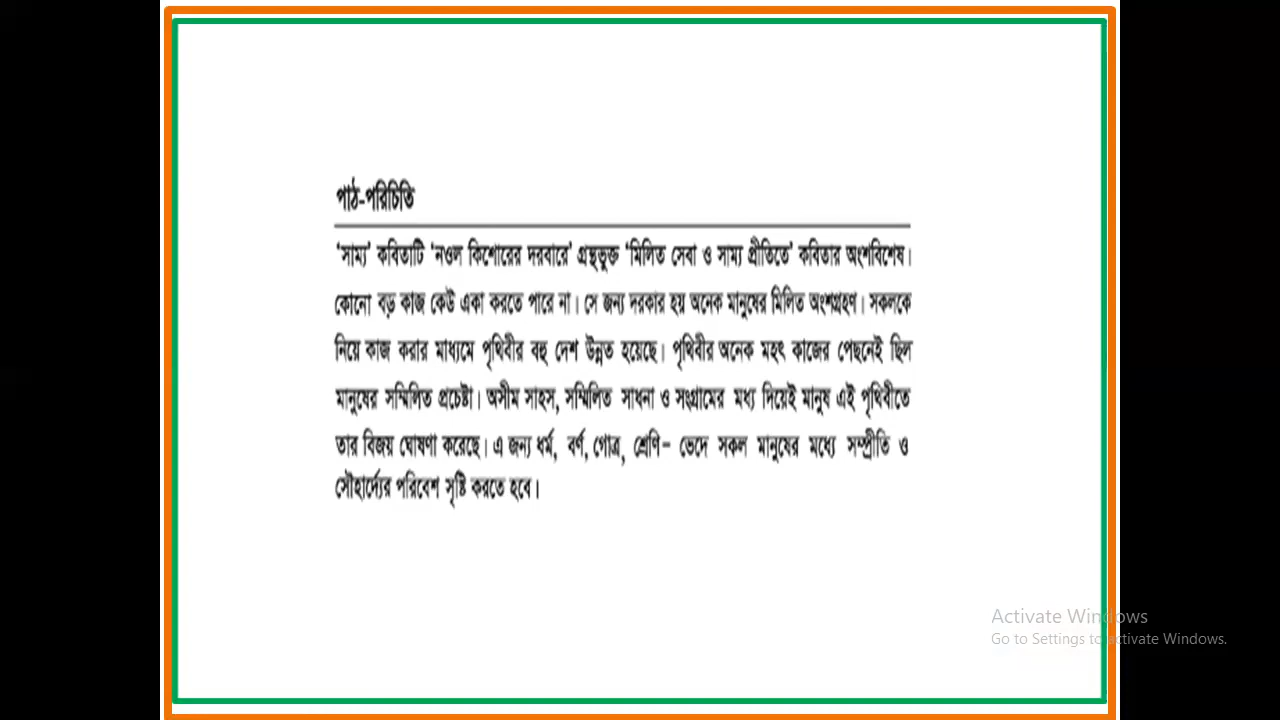 পাঠ-পরিচিতি
‘সাম্য’ কবিতাটি ‘নওল কিশোরের দরবারে’ গ্রন্থভুক্ত ‘মিলিত সেবা ও সাম্য প্রীতিতে’ কবিতার অংশবিশেষ।
কোনো বড় কাজ কেউ একা করতে পারে না। সে জন্য দরকার হয় অনেক মানুষের মিলিত অংশগ্রহণ। সকলকে
নিয়ে কাজ করার মাধ্যমে পৃথিবীর বহু দেশ উন্নত হয়েছে। পৃথিবীর অনেক মহৎ কাজের পেছনেই ছিল
মানুষের সম্মিলিত প্রচেষ্টা। অসীম সাহস, সম্মিলিত সাধনা ও সংগ্রামের মধ্য দিয়েই মানুষ এই পৃথিবীতে
তার বিজয় ঘোষণা করেছে। এ জন্য ধর্ম, বর্ণ, গোত্র, শ্রেণি- ভেদে সকল মানুষের মধ্যে সম্প্রীতি ও
সৌহার্দ্যের পরিবেশ সৃষ্টি করতে হবে।
Activate Windows
Go to Settings to activate Windows.